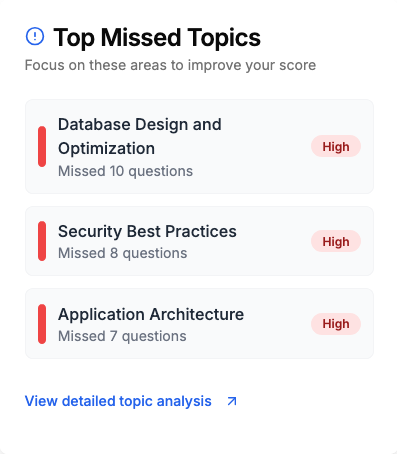 Top Missed Topics
Focus on these areas to improve your score
Database Design and
Optimization
Missed 10 questions
High
Security Best Practices
Missed 8 questions
High
Application Architecture
Missed 7 questions
High
View detailed topic analysis